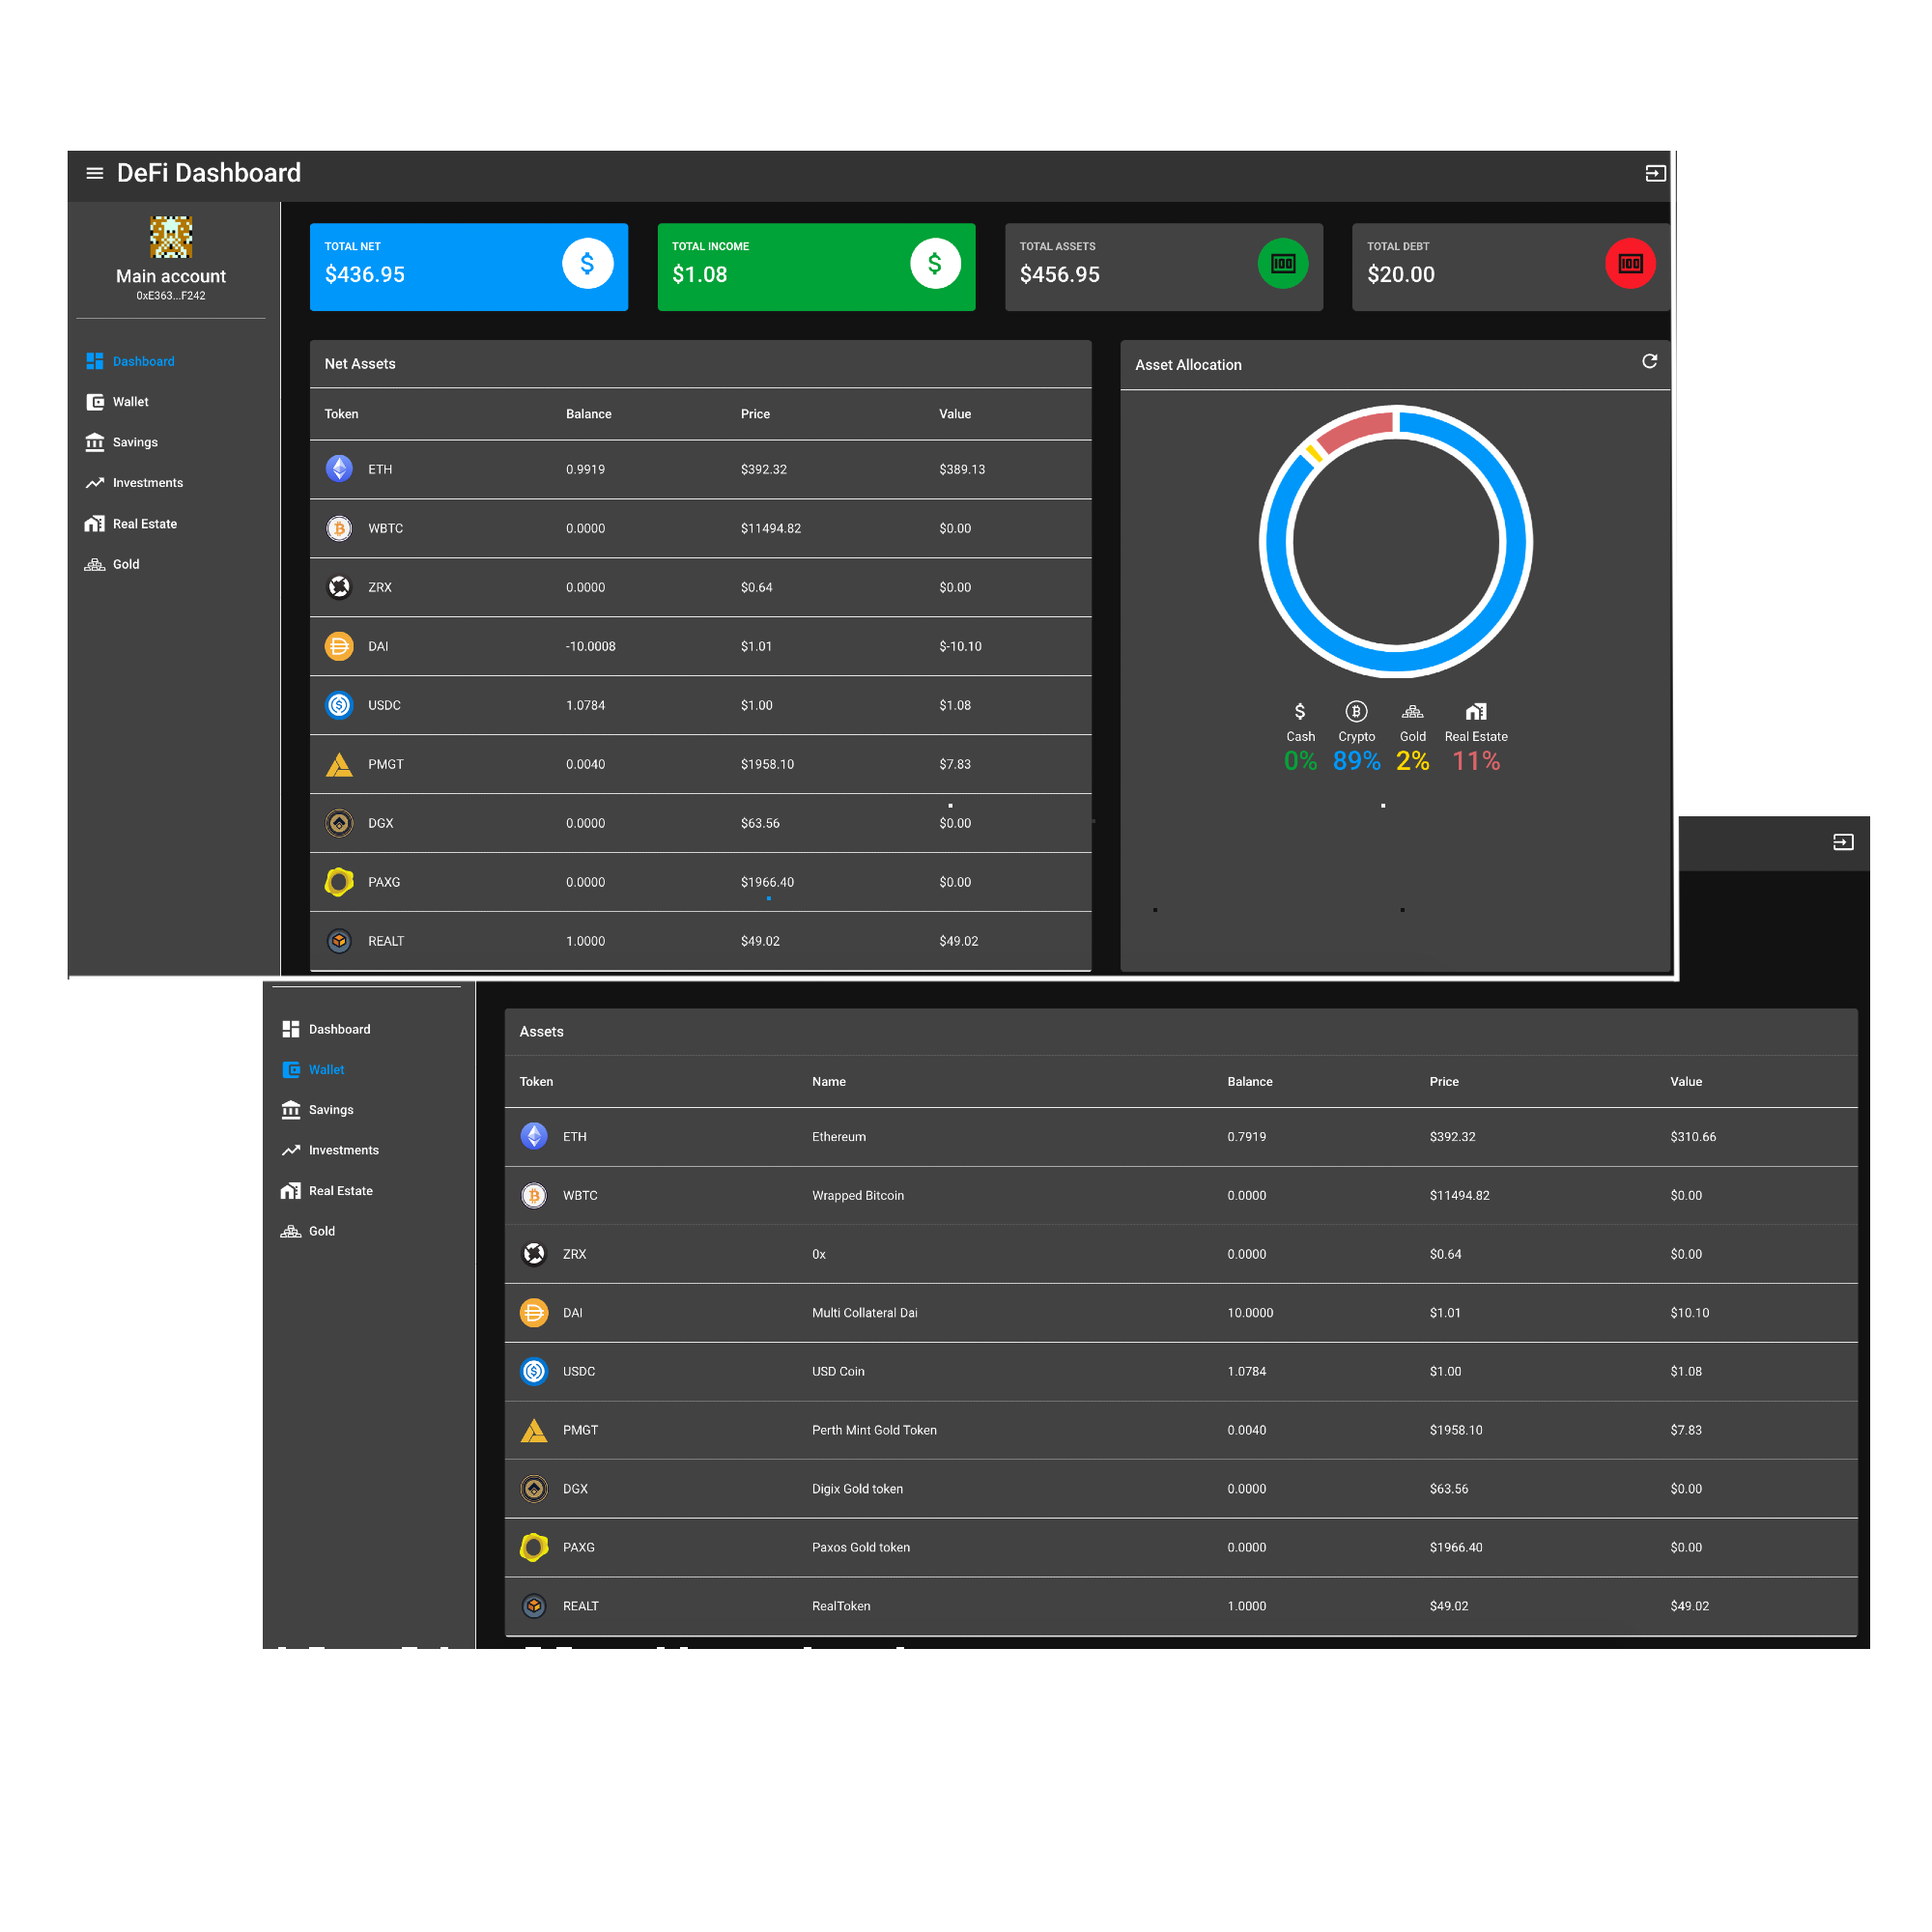 DeFi Dashboard
Main account
0xE363...F242
Dashboard
Wallet
Savings
Investments
Real Estate
Gold
TOTAL NET
$436.95
$
TOTAL INCOME
$1.08
$
TOTAL ASSETS
$456.95
100
TOTAL DEBT
$20.00
100
Net Assets
Token Balance Price Value
ETH 0.9919 $392.32 $389.13
WBTC 0.0000 $11494.82 $0.00
ZRX 0.0000 $0.64 $0.00
DAI -10.0008 $1.01 $-10.10
USDC 1.0784 $1.00 $1.08
PMGT 0.0040 $1958.10 $7.83
DGX 0.0000 $63.56 $0.00
PAXG 0.0000 $1966.40 $0.00
REALT 1.0000 $49.02 $49.02
Asset Allocation
$
Cash Crypto Gold Real Estate
0% 89% 2% 11%
Dashboard
Wallet
Savings
Investments
Real Estate
Gold
Assets
Token Name Balance Price Value
ETH Ethereum 0.7919 $392.32 $310.66
WBTC Wrapped Bitcoin 0.0000 $11494.82 $0.00
ZRX 0x 0.0000 $0.64 $0.00
DAI Multi Collateral Dai 10.0000 $1.01 $10.10
USDC USD Coin 1.0784 $1.00 $1.08
PMGT Perth Mint Gold Token 0.0040 $1958.10 $7.83
DGX Digix Gold token 0.0000 $63.56 $0.00
PAXG Paxos Gold token 0.0000 $1966.40 $0.00
REALT RealToken 1.0000 $49.02 $49.02